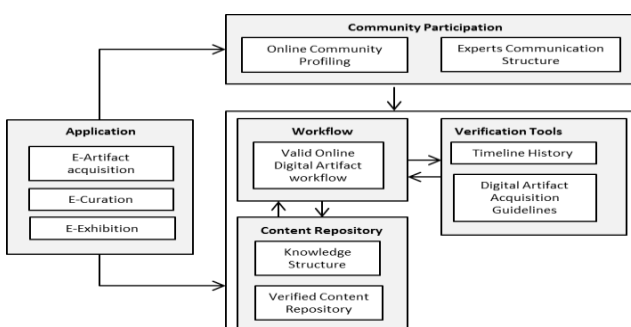 Community Participation
Online Community
Profiling
Experts Communication
Structure
Application
E-Artifact
acquisition
E-Curation
E-Exhibition
Workflow
Valid Online
Digital Artifact
workflow
Verification Tools
Timeline History
Digital Artifact
Acquisition
Guidelines
Content Repository
Knowledge
Structure
Verified Content
Repository